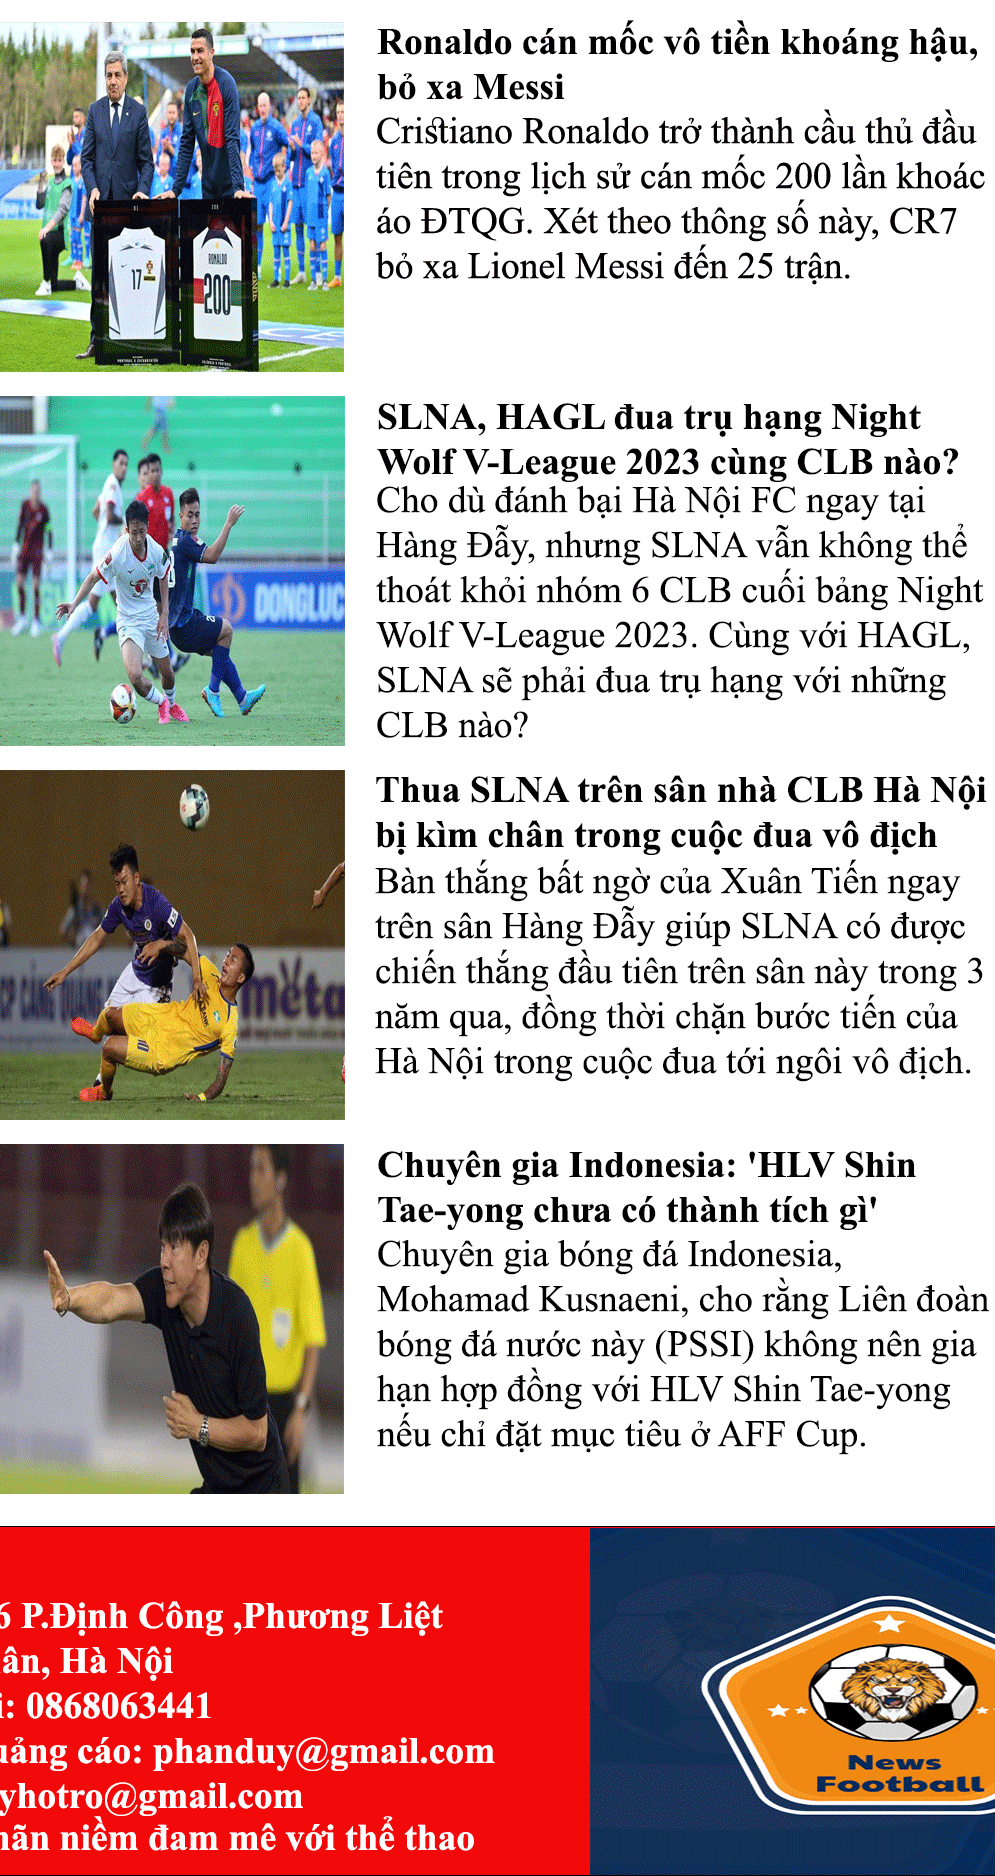 Ronaldo cán mốc vô tiền khoáng hậu,
bỏ xa Messi
Cristiano Ronaldo trở thành cầu thủ đầu
tiên trong lịch sử cán mốc 200 lần khoác
áo ĐTQG. Xét theo thông số này, CR7
bỏ xa Lionel Messi đến 25 trận.
17
RONALDO
200
SLNA, HAGL đua trụ hạng Night
Wolf V-League 2023 cùng CLB nào?
Cho dù đánh bại Hà Nội FC ngay tại
Hàng Đẫy, nhưng SLNA vẫn không thể
thoát khỏi nhóm 6 CLB cuối bảng Night
Wolf V-League 2023. Cùng với HAGL,
SLNA sẽ phải đua trụ hạng với những
CLB nào?
DONGLUC
Thua SLNA trên sân nhà CLB Hà Nội
bị kìm chân trong cuộc đua vô địch
Bàn thắng bất ngờ của Xuân Tiến ngay
trên sân Hàng Đẫy giúp SLNA có được
chiến thắng đầu tiên trên sân này trong 3
năm qua, đồng thời chặn bước tiến của
Hà Nội trong cuộc đua tới ngôi vô địch.
Chuyên gia Indonesia: 'HLV Shin
Tae-yong chưa có thành tích gì'
Chuyên gia bóng đá Indonesia,
Mohamad Kusnaeni, cho rằng Liên đoàn
bóng đá nước này (PSSI) không nên gia
hạn hợp đồng với HLV Shin Tae-yong
nếu chỉ đặt mục tiêu ở AFF Cup.
6 P.Định Công ,Phương Liệt
ân, Hà Nội
i: 0868063441
uảng cáo: phanduy@gmail.com
yhotro@gmail.com
nãn niềm đam mê với thể thao
News
Football